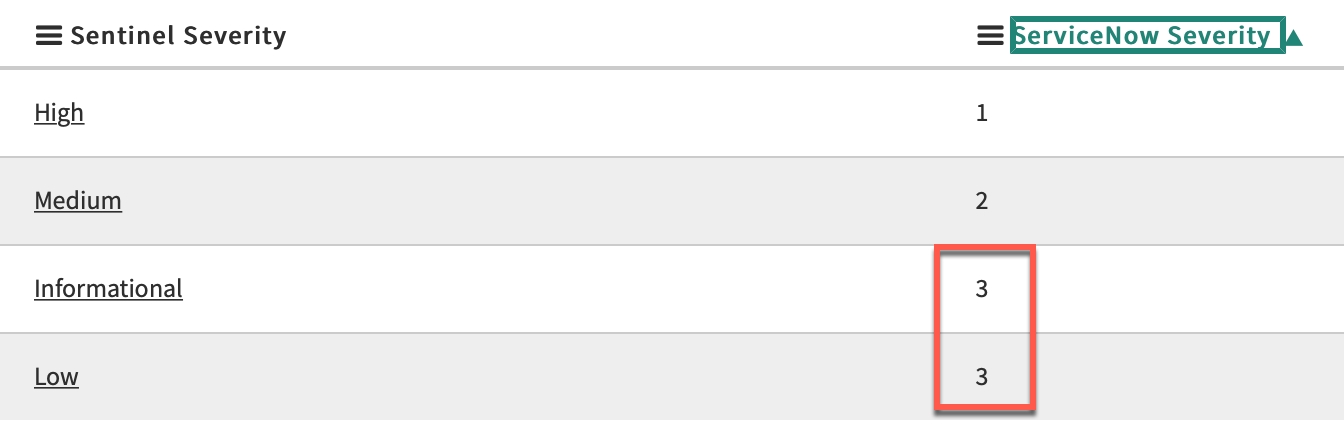 Sentinel Severity ServiceNow Severity
High 1
Medium 2
Informational 3
Low 3